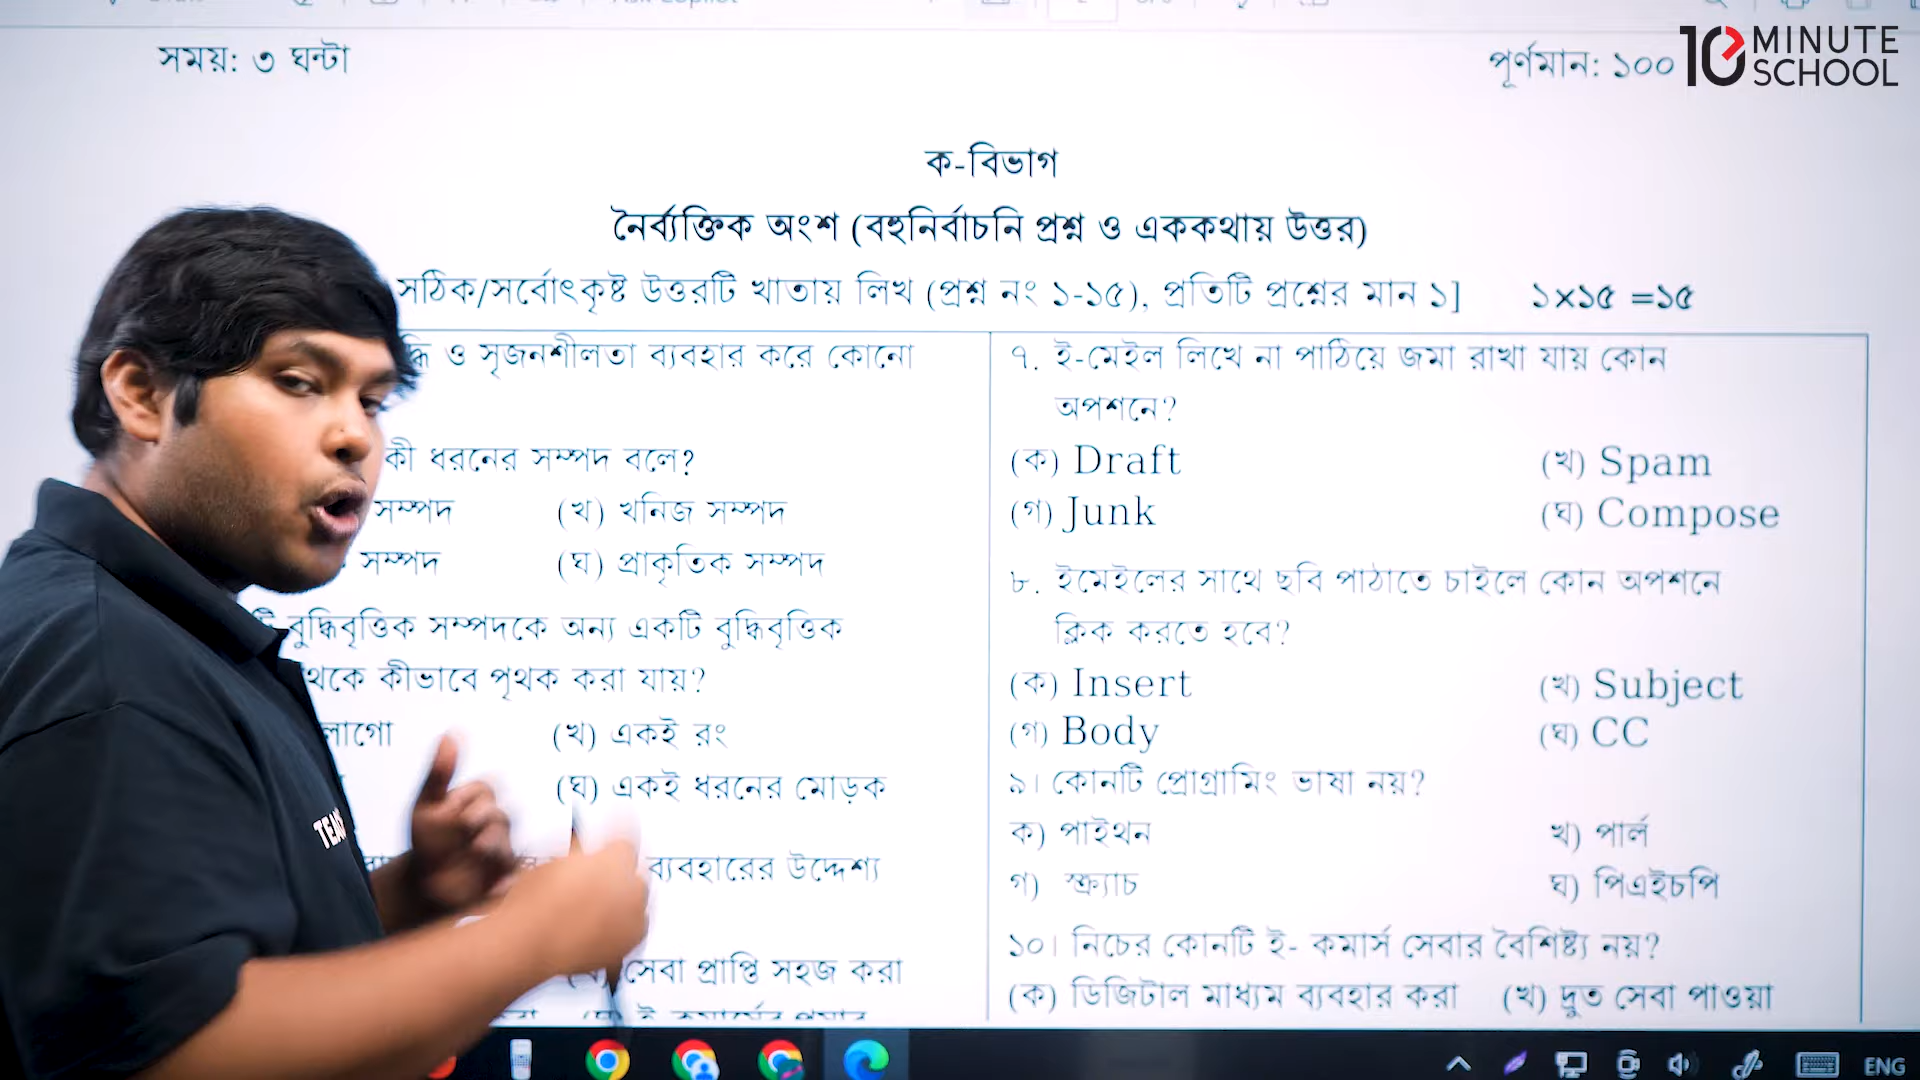 সময়: ৩ ঘন্টা
পূর্ণমান: ১০০
10 MINUTE SCHOOL
ক-বিভাগ
নৈর্ব্যক্তিক অংশ (বহুনির্বাচনি প্রশ্ন ও এককথায় উত্তর)
সঠিক/সর্বোৎকৃষ্ট উত্তরটি খাতায় লিখ (প্রশ্ন নং ১-১৫), প্রতিটি প্রশ্নের মান ১] ১×১৫ =১৫
ও সৃজনশীলতা ব্যবহার করে কোনো
কী ধরনের সম্পদ বলে?
সম্পদ (খ) খনিজ সম্পদ
সম্পদ (ঘ) প্রাকৃতিক সম্পদ
বুদ্ধিবৃত্তিক সম্পদকে অন্য একটি বুদ্ধিবৃত্তিক
থেকে কীভাবে পৃথক করা যায়?
লোগো (খ) একই রং
(ঘ) একই ধরনের মোড়ক
ব্যবহারের উদ্দেশ্য
সেবা প্রাপ্তি সহজ করা
৭. ই-মেইল লিখে না পাঠিয়ে জমা রাখা যায় কোন
অপশনে?
(ক) Draft (খ) Spam
(গ) Junk (ঘ) Compose
৮. ইমেইলের সাথে ছবি পাঠাতে চাইলে কোন অপশনে
ক্লিক করতে হবে?
(ক) Insert (খ) Subject
(গ) Body (ঘ) CC
৯। কোনটি প্রোগ্রামিং ভাষা নয়?
ক) পাইথন খ) পার্ল
গ) স্ক্র্যাচ ঘ) পিএইচপি
১০। নিচের কোনটি ই- কমার্স সেবার বৈশিষ্ট্য নয়?
(ক) ডিজিটাল মাধ্যম ব্যবহার করা (খ) দ্রুত সেবা পাওয়া
ENG